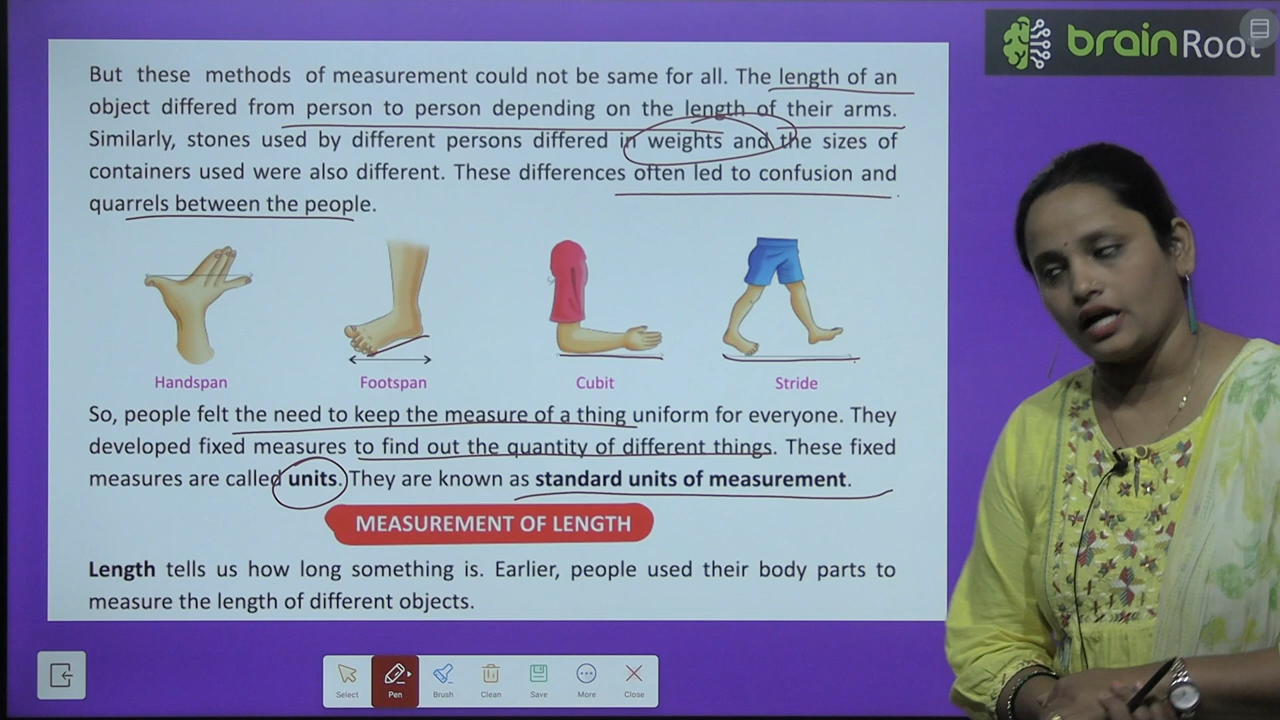 brainRoot
But these methods of measurement could not be same for all. The length of an
object differed from person to person depending on the length of their arms.
Similarly, stones used by different persons differed in weights and the sizes of
containers used were also different. These differences often led to confusion and
quarrels between the people.
Handspan
Footspan
Cubit
Stride
So, people felt the need to keep the measure of a thing uniform for everyone. They
developed fixed measures to find out the quantity of different things. These fixed
measures are called units. They are known as standard units of measurement.
MEASUREMENT OF LENGTH
Length tells us how long something is. Earlier, people used their body parts to
measure the length of different objects.
Select
Pen
Brush
Clean
Save
More
Close